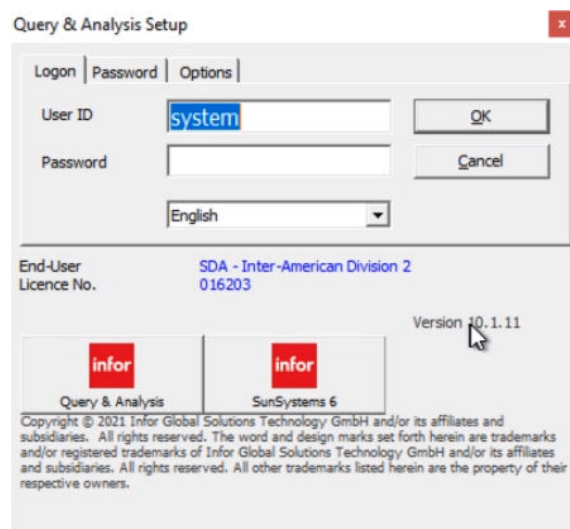 Query & Analysis Setup
x
Logon Password Options
User ID system OK
Password Cancel
English
End-User SDA - Inter-American Division 2
Licence No. 016203
Version 10.1.11
infor infor
Query & Analysis SunSystems 6
Copyright © 2021 Infor Global Solutions Technology GmbH and/or its affiliates and
subsidiaries. All rights reserved. The word and design marks set forth herein are trademarks
and/or registered trademarks of Infor Global Solutions Technology GmbH and/or its affiliates
and subsidiaries. All rights reserved. All other trademarks listed herein are the property of their
respective owners.